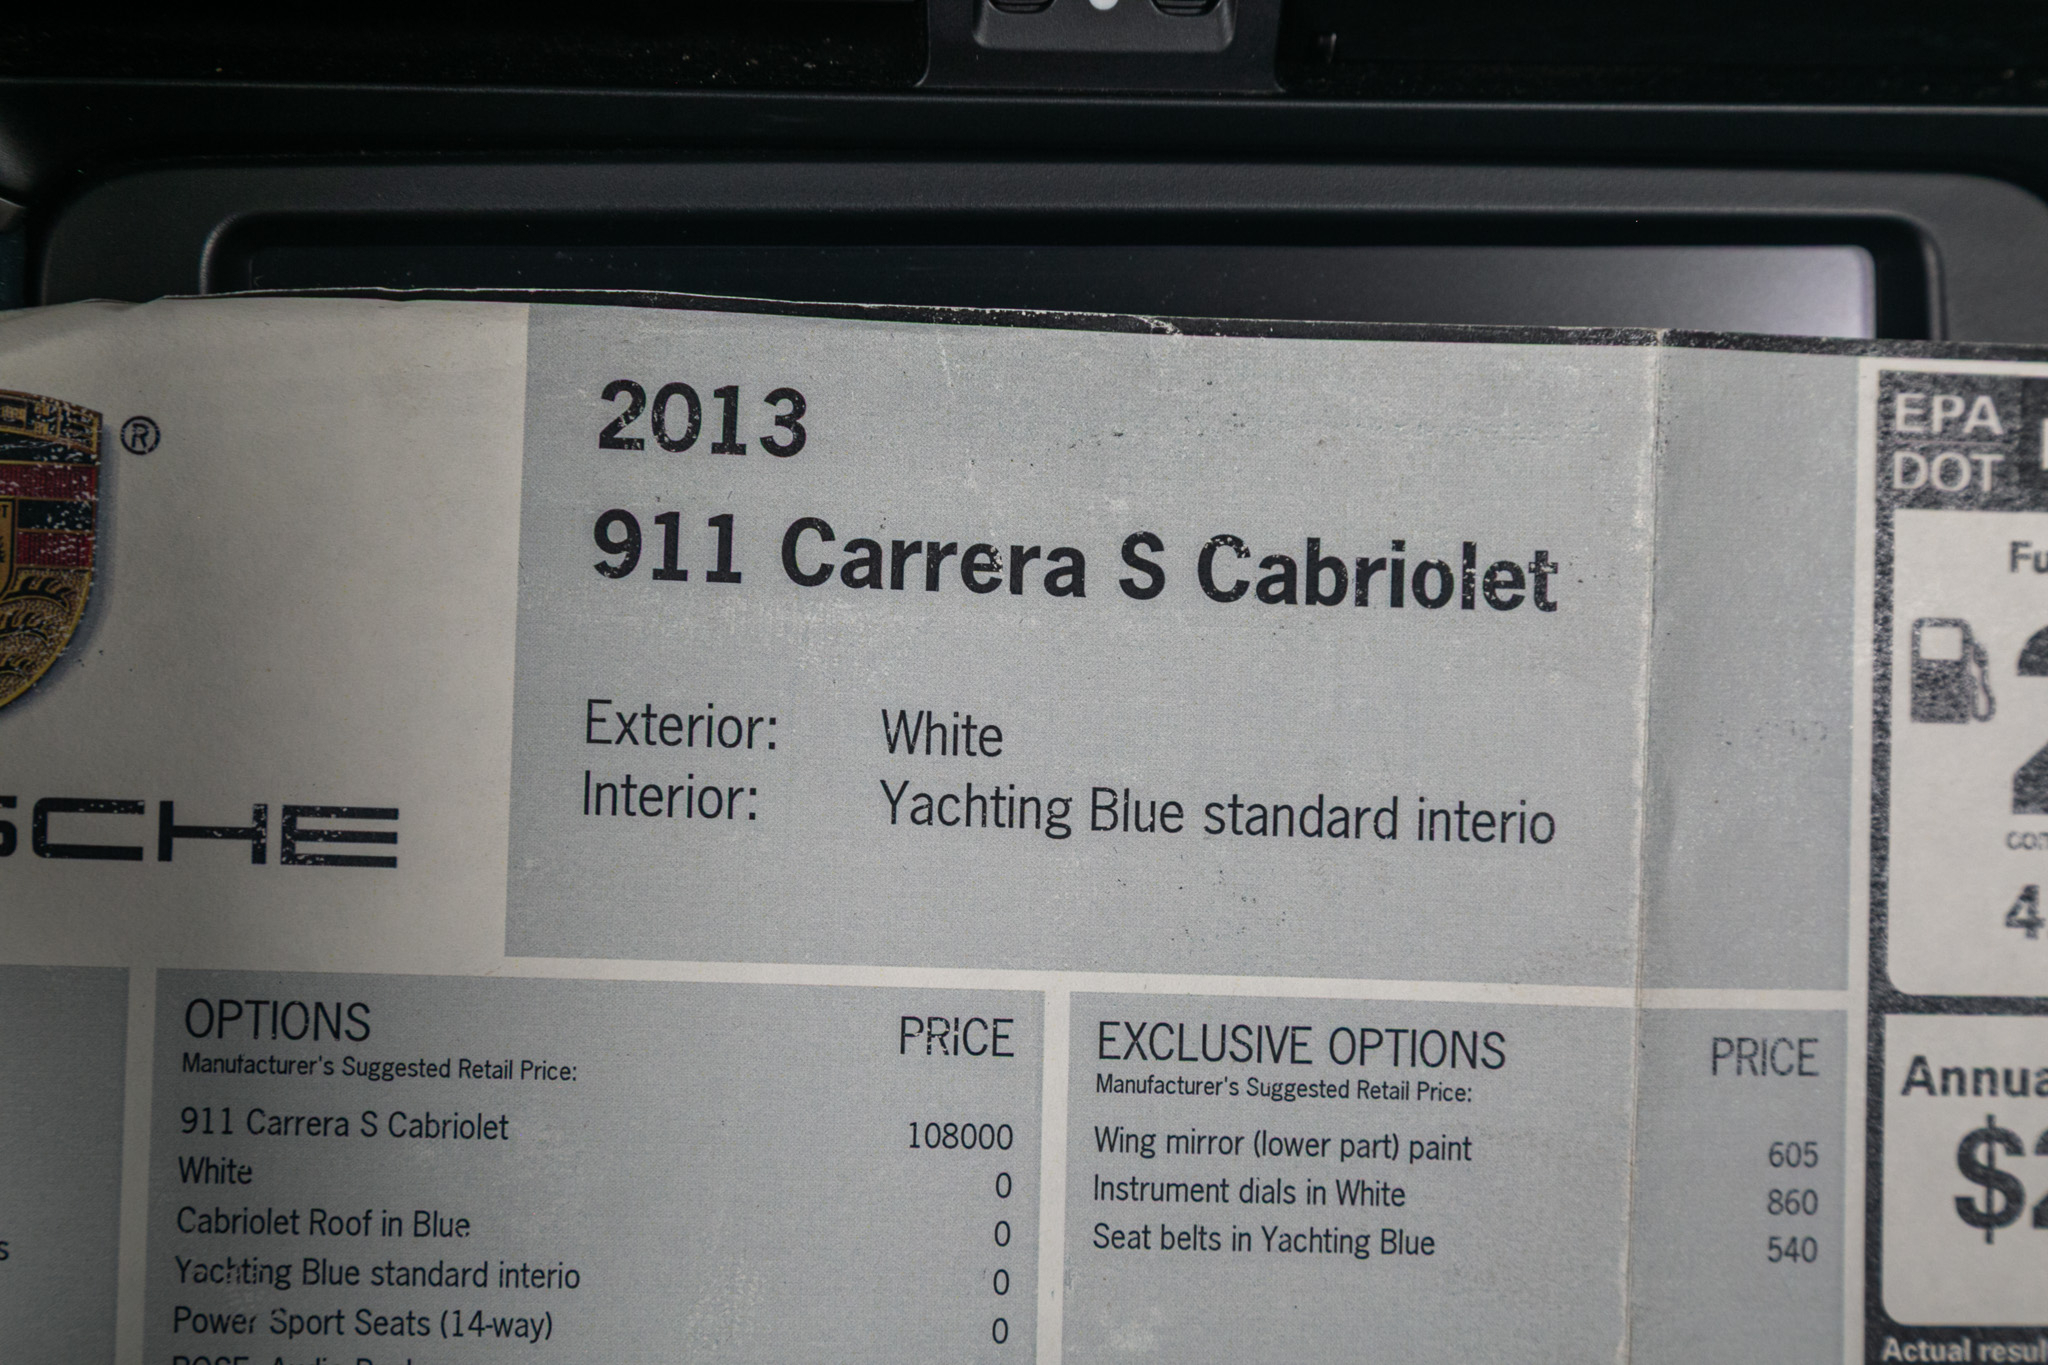 ®
2013
911 Carrera S Cabriolet
Exterior: White
Interior: Yachting Blue standard interio
EPA
DOT
OPTIONS PRICE
Manufacturer's Suggested Retail Price:
911 Carrera S Cabriolet 108000
White 0
Cabriolet Roof in Blue 0
Yachting Blue standard interio 0
Power Sport Seats (14-way) 0
EXCLUSIVE OPTIONS PRICE
Manufacturer's Suggested Retail Price:
Wing mirror (lower part) paint 605
Instrument dials in White 860
Seat belts in Yachting Blue 540
Actual